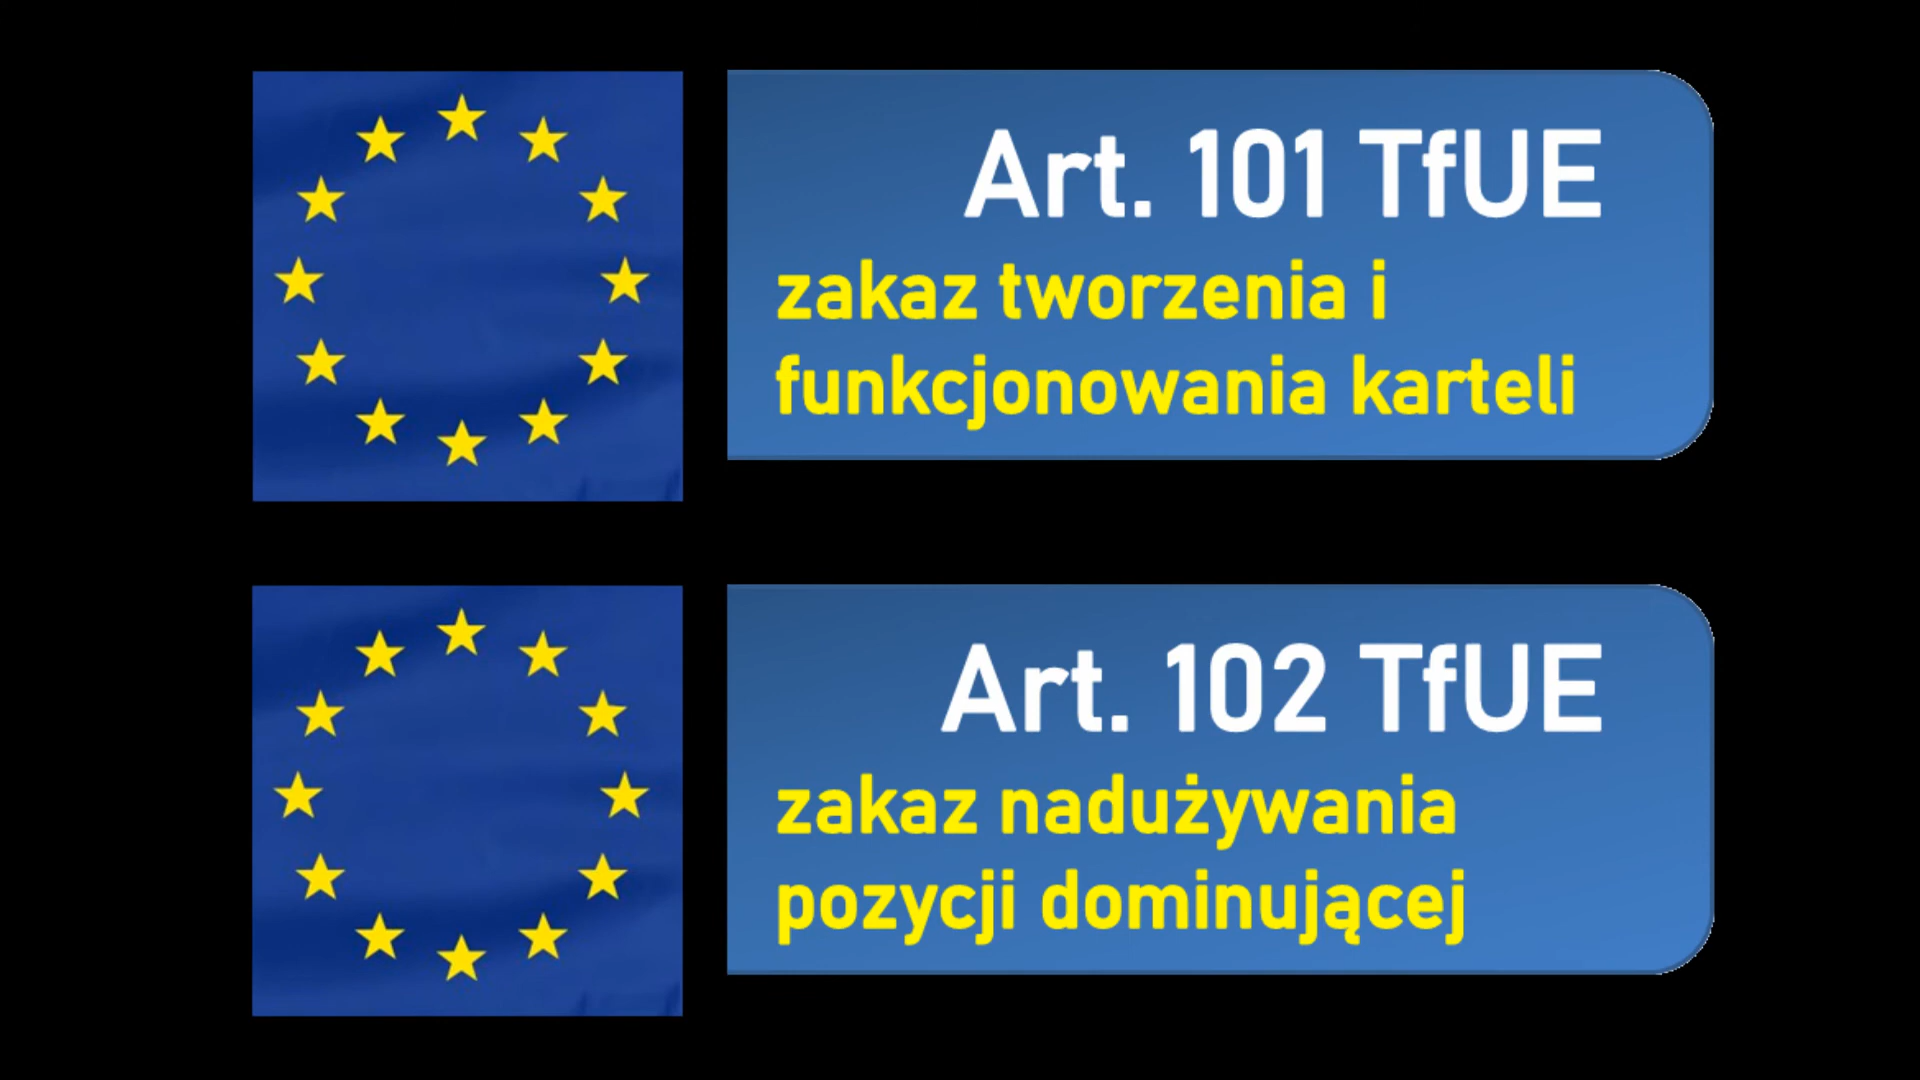 Art. 101 TfUE
zakaz tworzenia i
funkcjonowania karteli
Art. 102 TfUE
zakaz nadużywania
pozycji dominującej